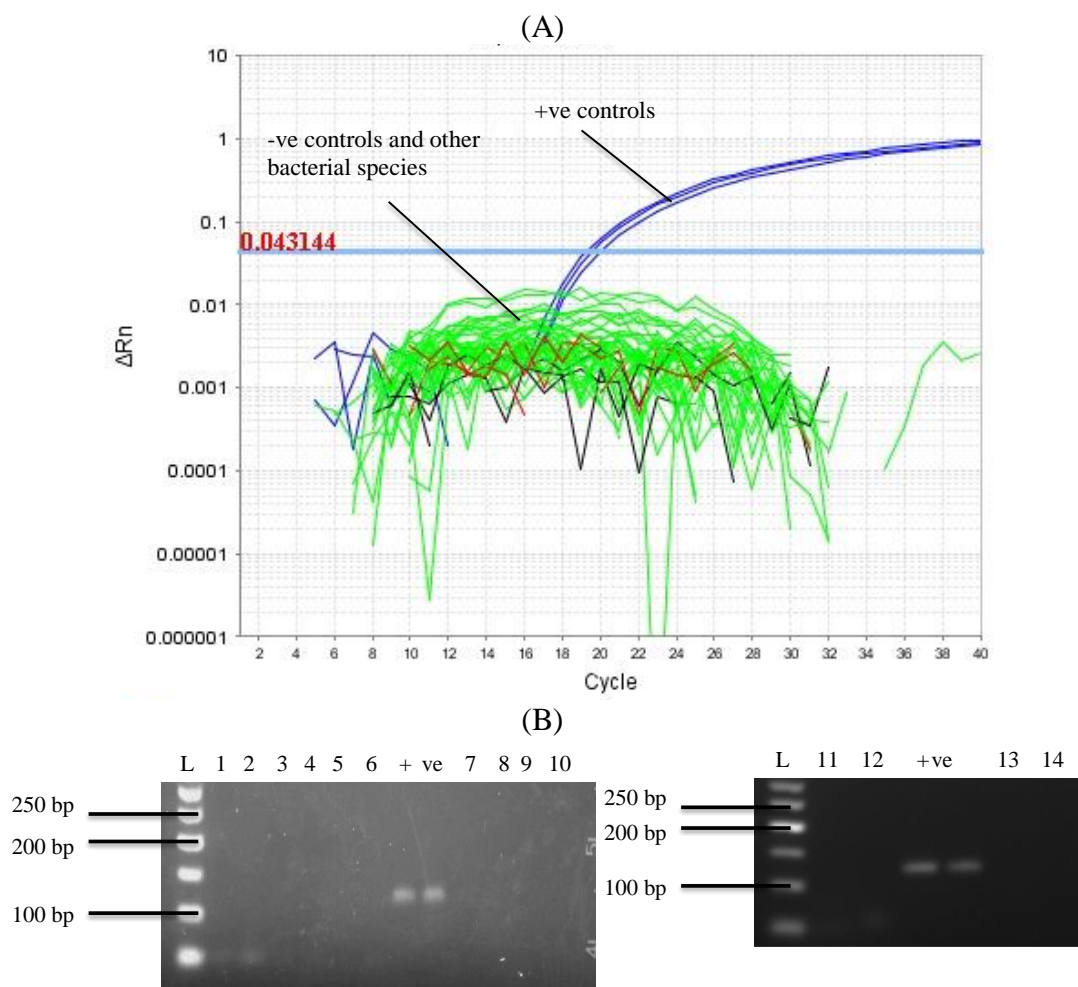 (A)
10
-ve controls and other
bacterial species
+ve controls
1
0.1
0.043144
0.01
0.001
0.0001
0.00001
0.000001
ΔRn
2 4 6 8 10 12 14 16 18 20 22 24 26 28 30 32 34 36 38 40
Cycle
(B)
L 1 2 3 4 5 6 + ve 7 8 9 10
250 bp
200 bp
100 bp
L 11 12 +ve 13 14
250 bp
200 bp
100 bp